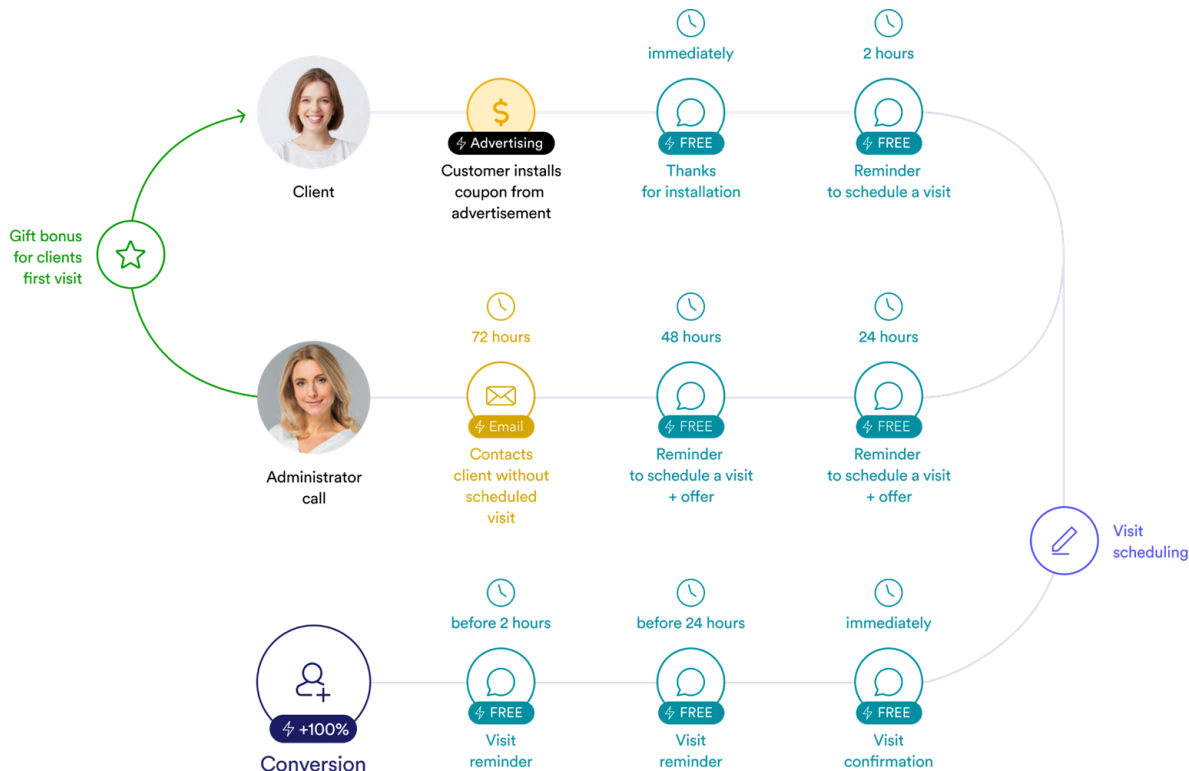 immediately
2 hours
$
Advertising
FREE
FREE
Client
Customer installs
coupon from
advertisement
Thanks
for installation
Reminder
to schedule a visit
Gift bonus
for clients
first visit
72 hours
48 hours
24 hours
Email
FREE
FREE
Administrator
call
Contacts
client without
scheduled
visit
Reminder
to schedule a visit
+ offer
Reminder
to schedule a visit
+ offer
Visit
scheduling
before 2 hours
before 24 hours
immediately
+100%
FREE
FREE
FREE
Conversion
Visit
reminder
Visit
reminder
Visit
confirmation